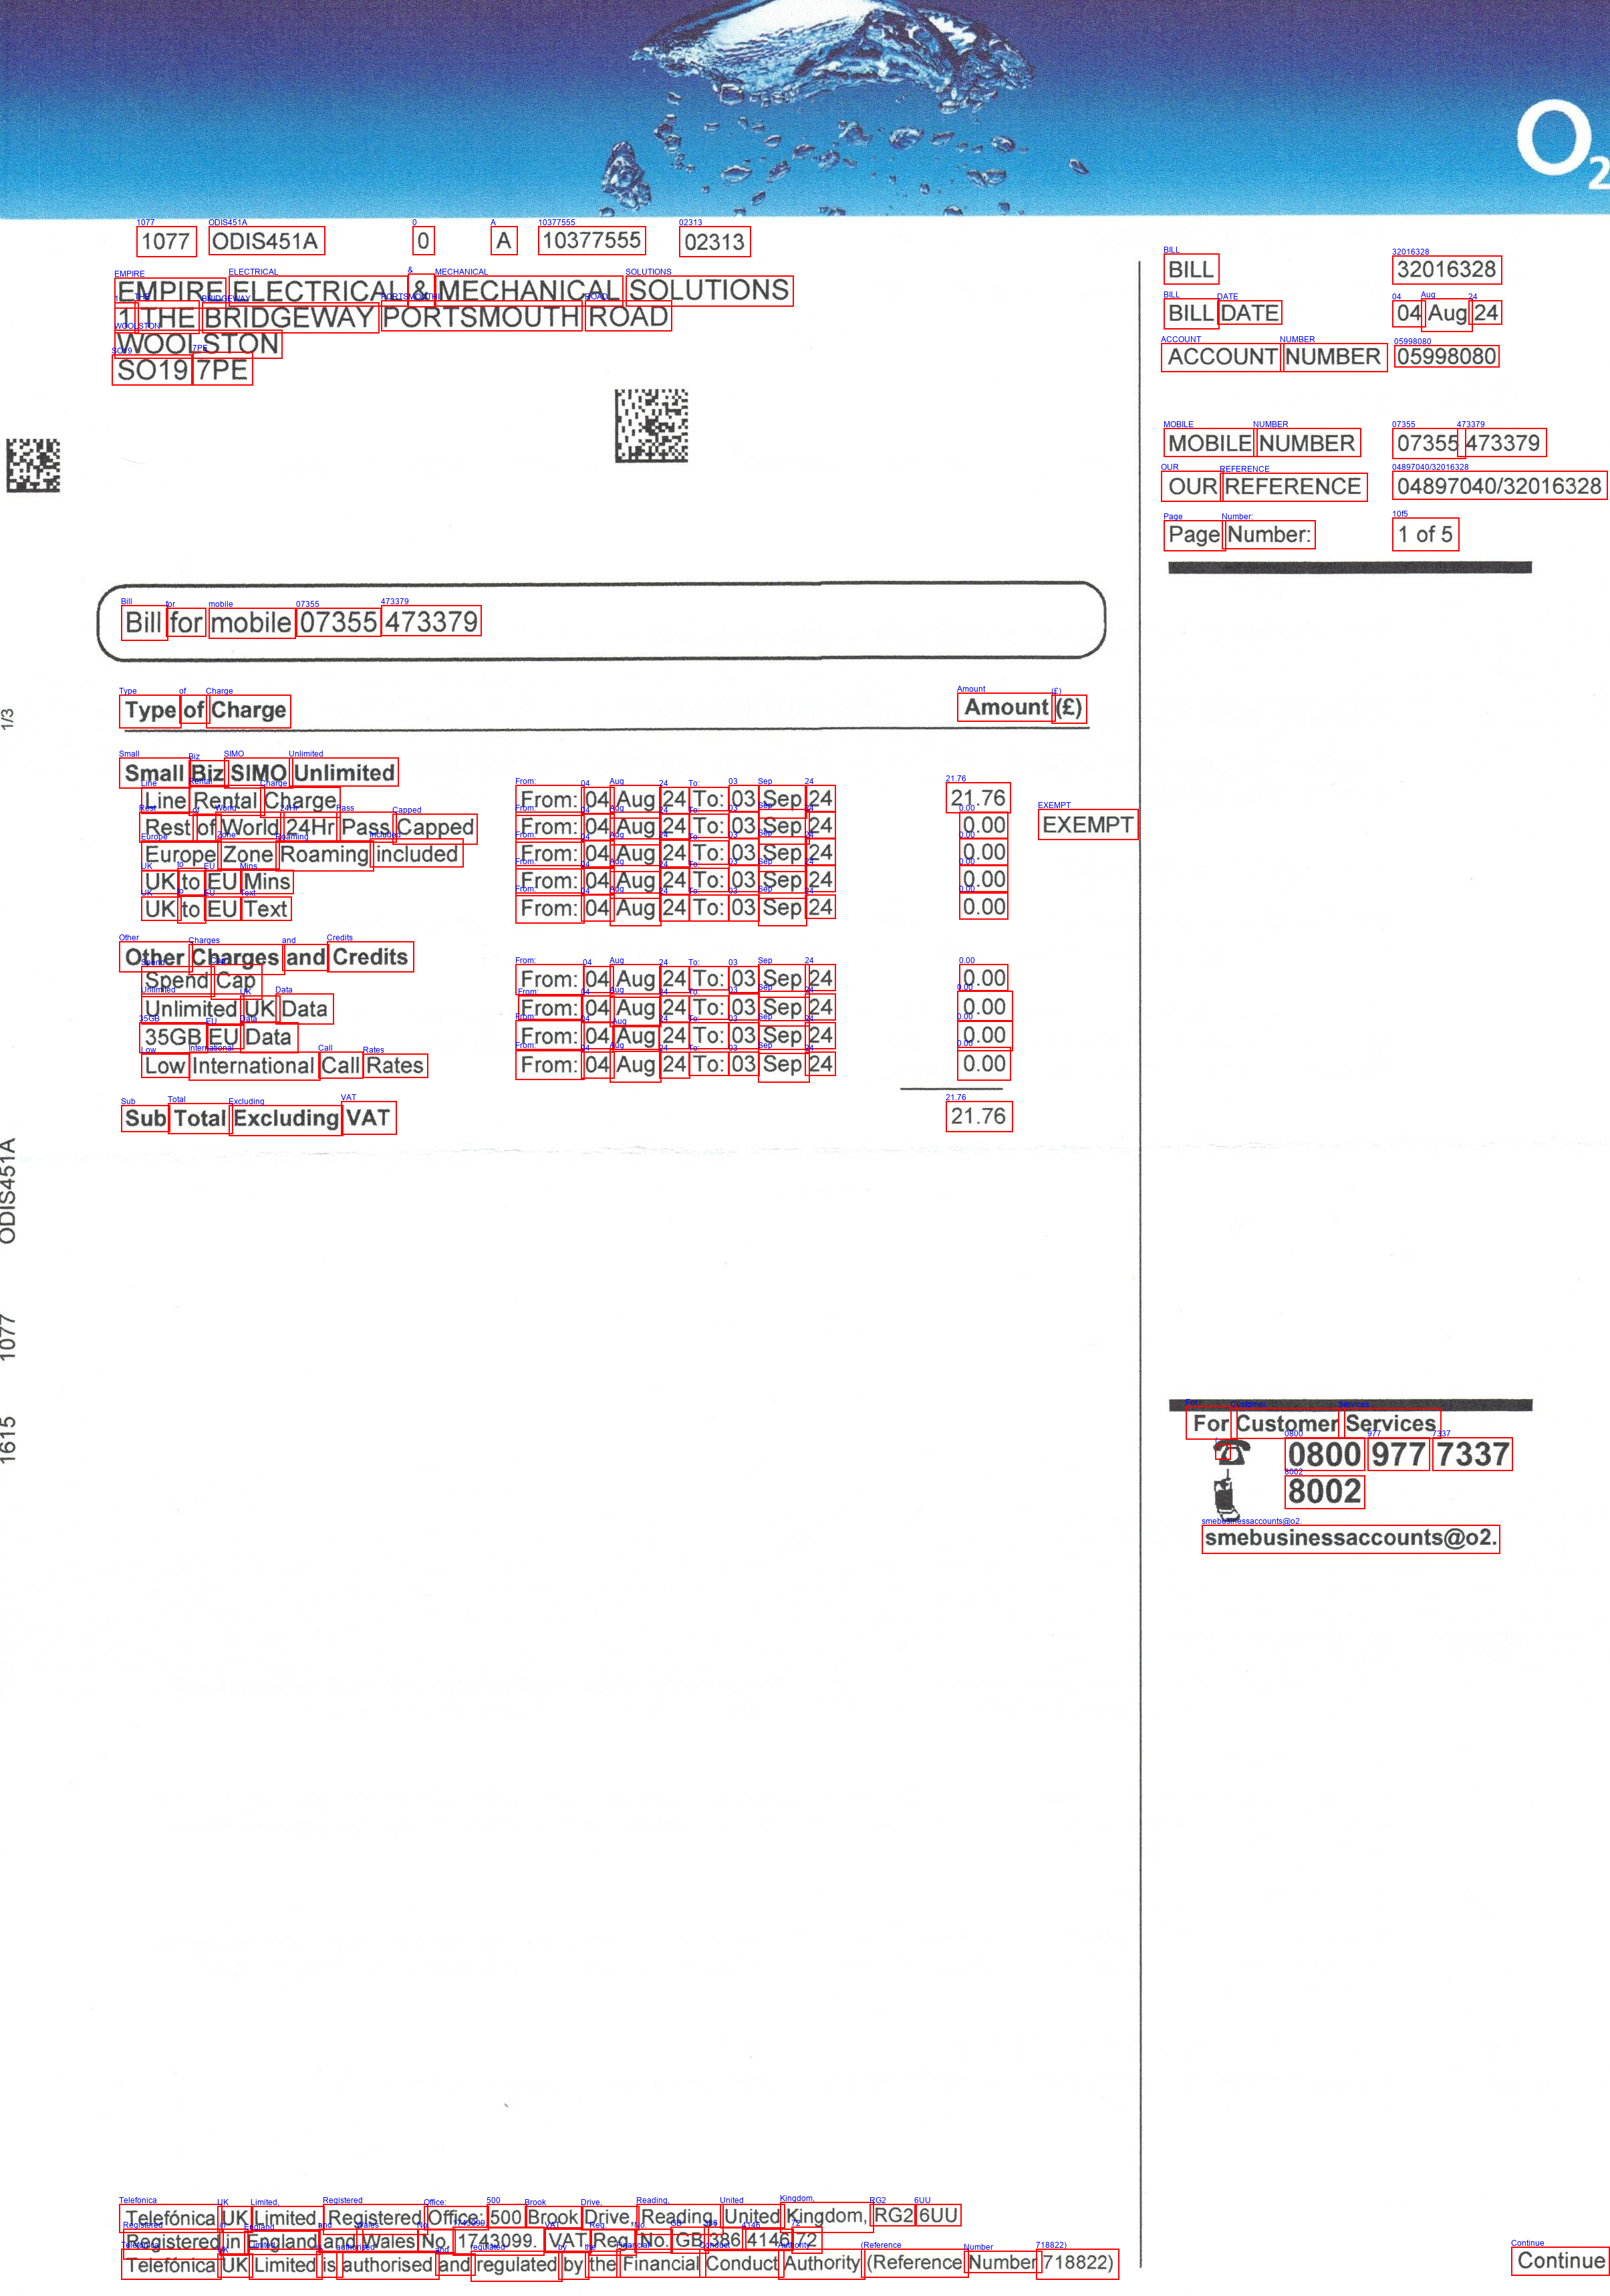 O2
1077 ODIS451A 0 A 10377555 02313
EMPIRE ELECTRICAL & MECHANICAL SOLUTIONS
1 THE BRIDGEWAY PORTSMOUTH ROAD
WOOLSTON
SO19 7PE
BILL 32016328
BILL DATE 04 Aug 24
ACCOUNT NUMBER 05998080
MOBILE NUMBER 07355 473379
OUR REFERENCE 04897040/32016328
Page Number: 1 of 5
Bill for mobile 07355 473379
Type of Charge Amount (£)
Small Biz SIMO Unlimited
Line Rental Charge From: 04 Aug 24 To: 03 Sep 24 21.76
Rest of World 24Hr Pass Capped From: 04 Aug 24 To: 03 Sep 24 0.00 EXEMPT
Europe Zone Roaming included From: 04 Aug 24 To: 03 Sep 24 0.00
UK to EU Mins From: 04 Aug 24 To: 03 Sep 24 0.00
UK to EU Text From: 04 Aug 24 To: 03 Sep 24 0.00
Other Charges and Credits
Spend Cap From: 04 Aug 24 To: 03 Sep 24 0.00
Unlimited UK Data From: 04 Aug 24 To: 03 Sep 24 0.00
35GB EU Data From: 04 Aug 24 To: 03 Sep 24 0.00
Low International Call Rates From: 04 Aug 24 To: 03 Sep 24 0.00
Sub Total Excluding VAT 21.76
1/3
ODIS451A
1077
1615
For Customer Services
0800 977 7337
8002
smebusinessaccounts@o2.
Telefónica UK Limited, Registered Office: 500 Brook Drive, Reading, United Kingdom, RG2 6UU
Registered in England and Wales No. 1743099. VAT Reg. No. GB 386 4146 72
Telefónica UK Limited is authorised and regulated by the Financial Conduct Authority (Reference Number 718822)
Continue